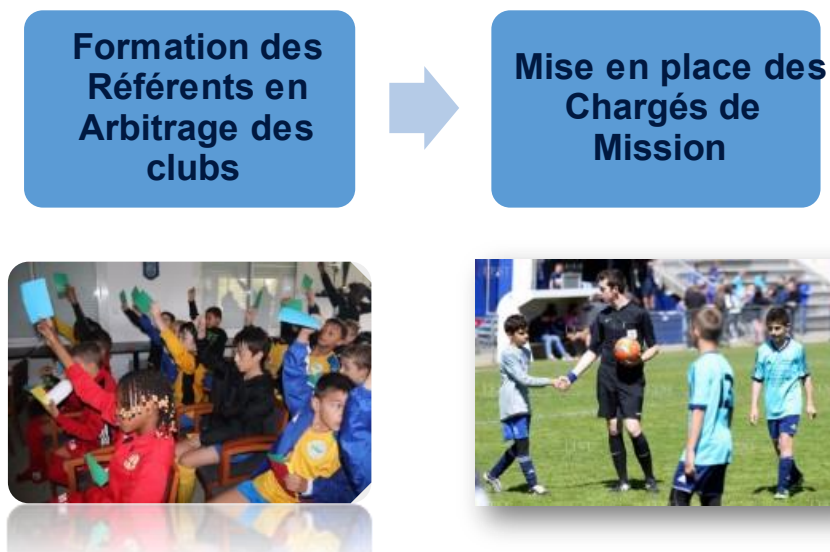 Formation des
Référents en
Arbitrage des
clubs
Mise en place des
Chargés de
Mission